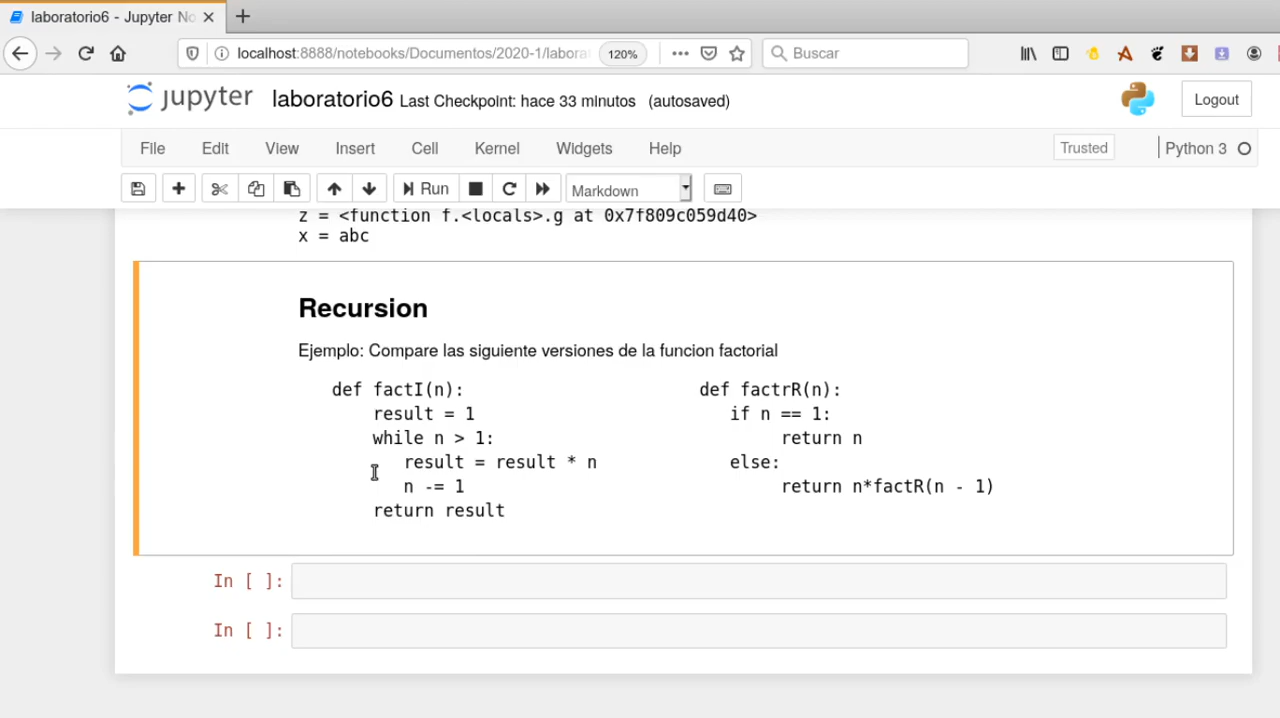 laboratorio6 - Jupyter No
localhost:8888/notebooks/Documentos/2020-1/labora
120%
Buscar
jupyter
laboratorio6 Last Checkpoint: hace 33 minutos (autosaved)
Logout
File Edit View Insert Cell Kernel Widgets Help
Trusted
Python 3
Run
Markdown
z = <function f.<locals>.g at 0x7f809c059d40>
x = abc
Recursion
Ejemplo: Compare las siguiente versiones de la funcion factorial
def factI(n):
result = 1
while n > 1:
result = result * n
n -= 1
return result
def factrR(n):
if n == 1:
return n
else:
return n*factR(n - 1)
In [ ]:
In [ ]: